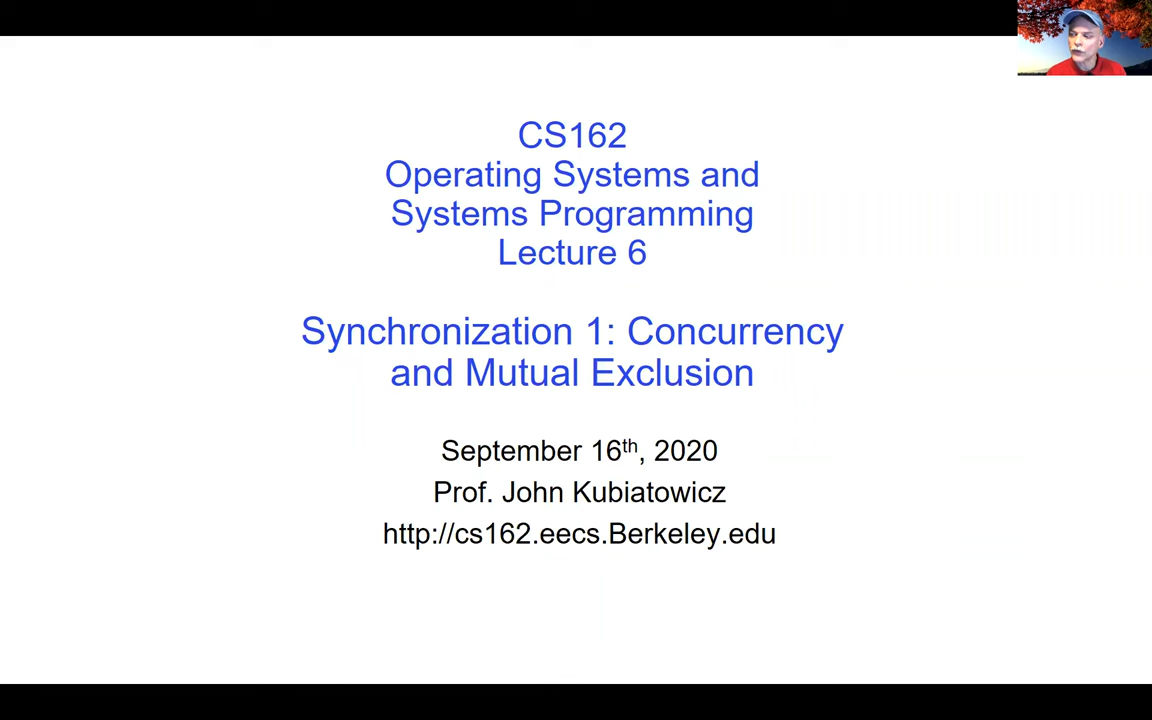 CS162
Operating Systems and
Systems Programming
Lecture 6
Synchronization 1: Concurrency
and Mutual Exclusion
September 16th, 2020
Prof. John Kubiatowicz
http://cs162.eecs.Berkeley.edu